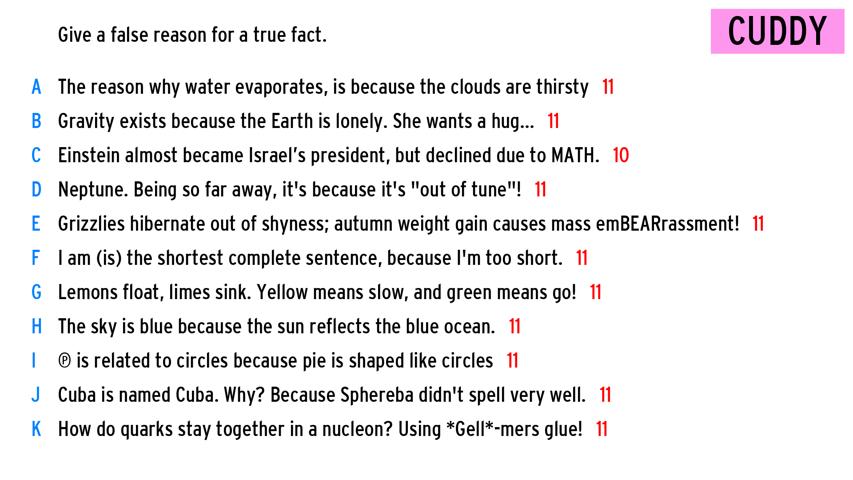 Give a false reason for a true fact.
CUDDY
A The reason why water evaporates, is because the clouds are thirsty 11
B Gravity exists because the Earth is lonely. She wants a hug... 11
C Einstein almost became Israel's president, but declined due to MATH. 10
D Neptune. Being so far away, it's because it's "out of tune"! 11
E Grizzlies hibernate out of shyness; autumn weight gain causes mass emBEARrassment! 11
F I am (is) the shortest complete sentence, because I'm too short. 11
G Lemons float, limes sink. Yellow means slow, and green means go! 11
H The sky is blue because the sun reflects the blue ocean. 11
I ℗ is related to circles because pie is shaped like circles 11
J Cuba is named Cuba. Why? Because Sphereba didn't spell very well. 11
K How do quarks stay together in a nucleon? Using *Gell*-mers glue! 11